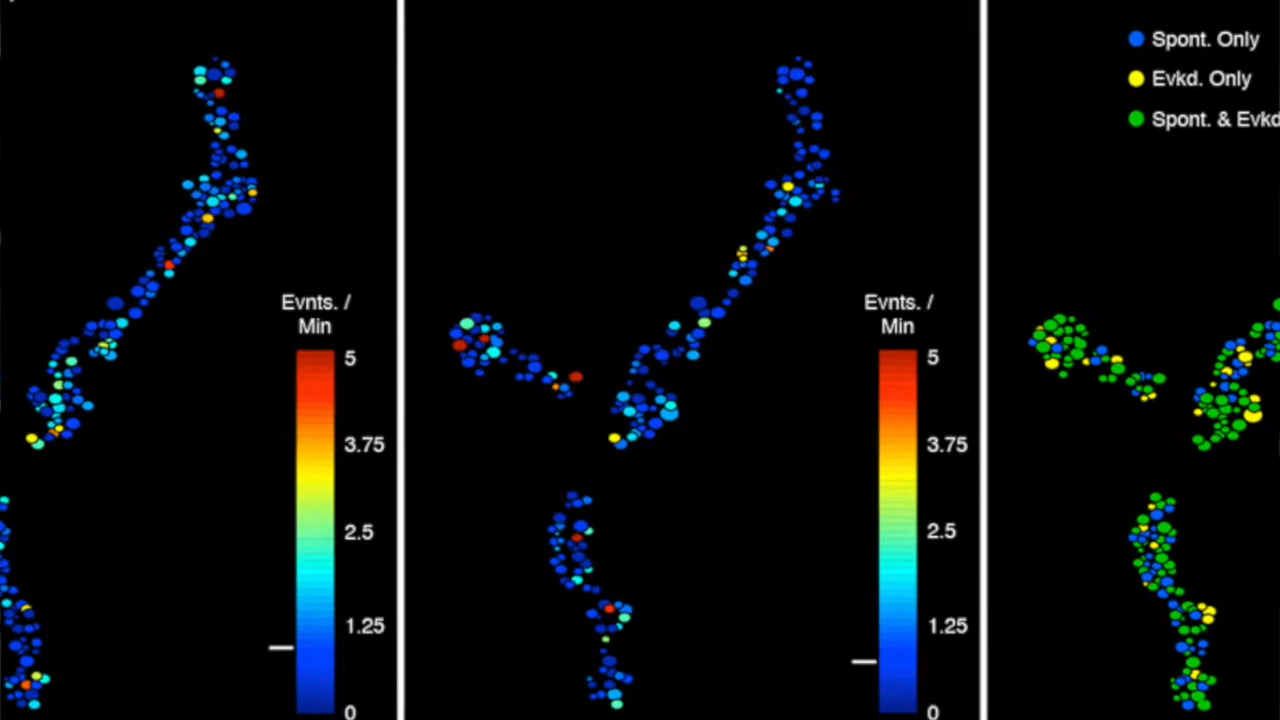 Evnts. /
Min
5
3.75
2.5
1.25
0
Evnts. /
Min
5
3.75
2.5
1.25
0
Spont. Only
Evkd. Only
Spont. & Evkd